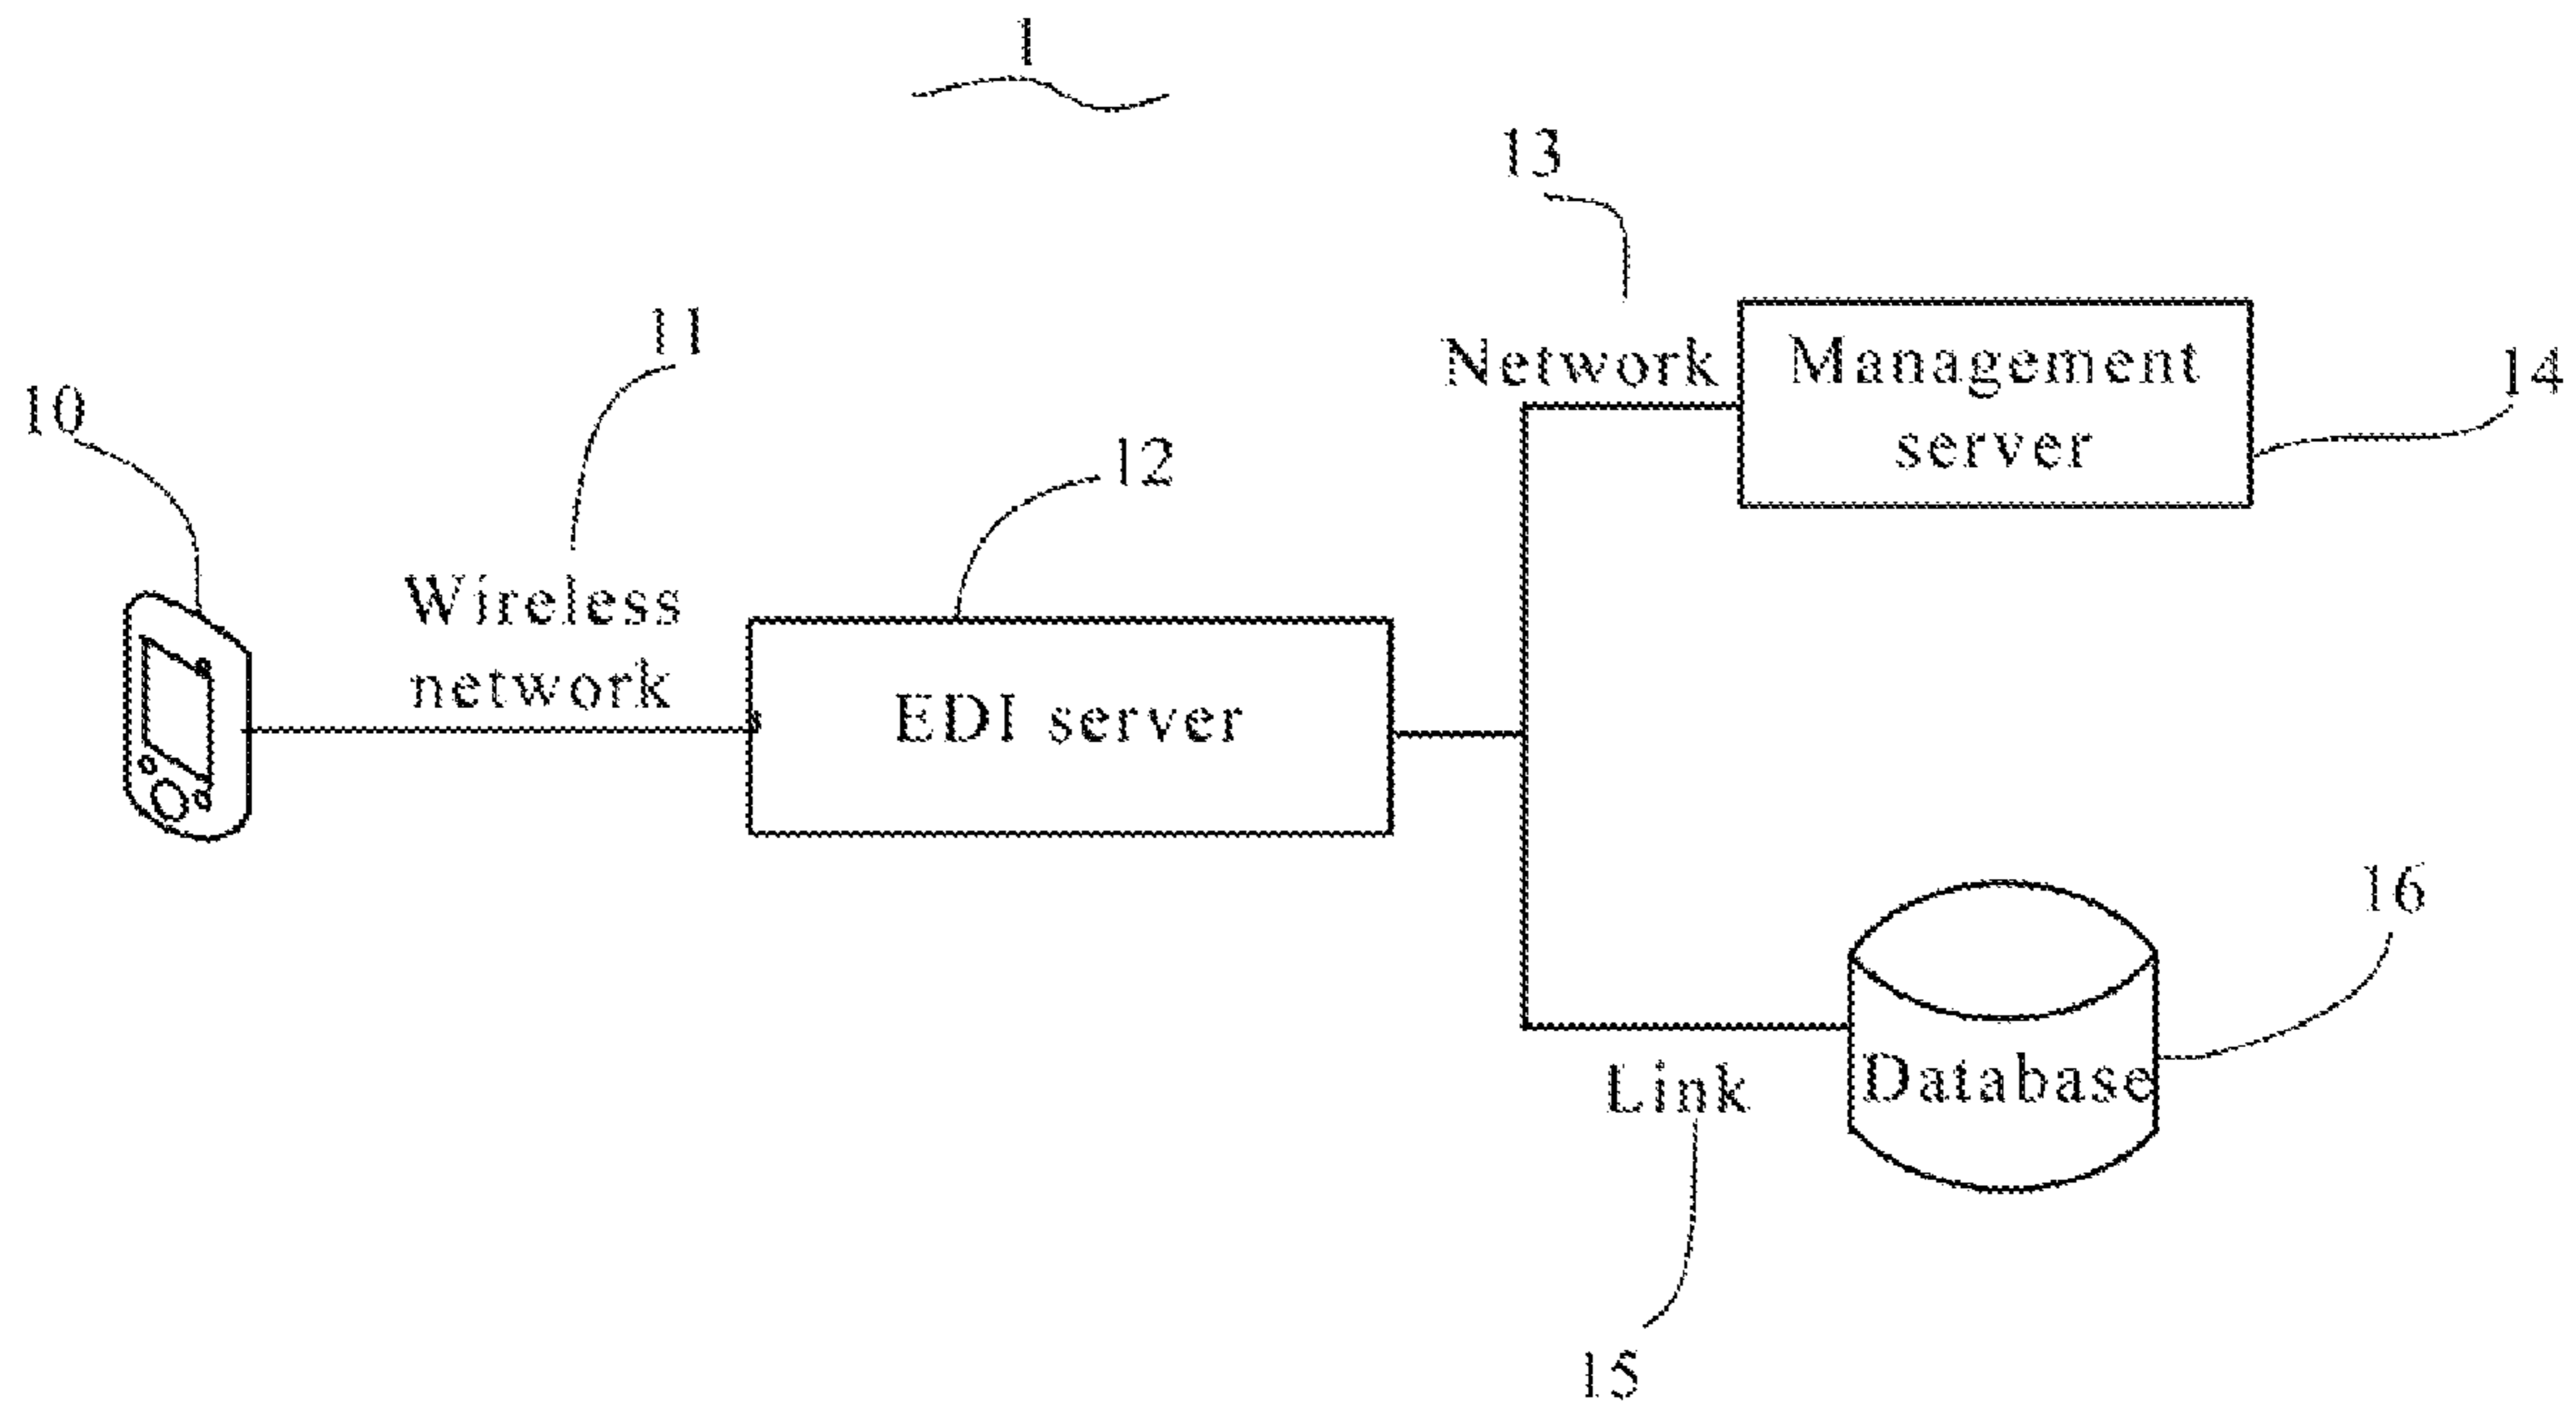 1
13
11
Network
Management
server
14
10
12
Wireless
network
EDI server
16
Link
Database
15